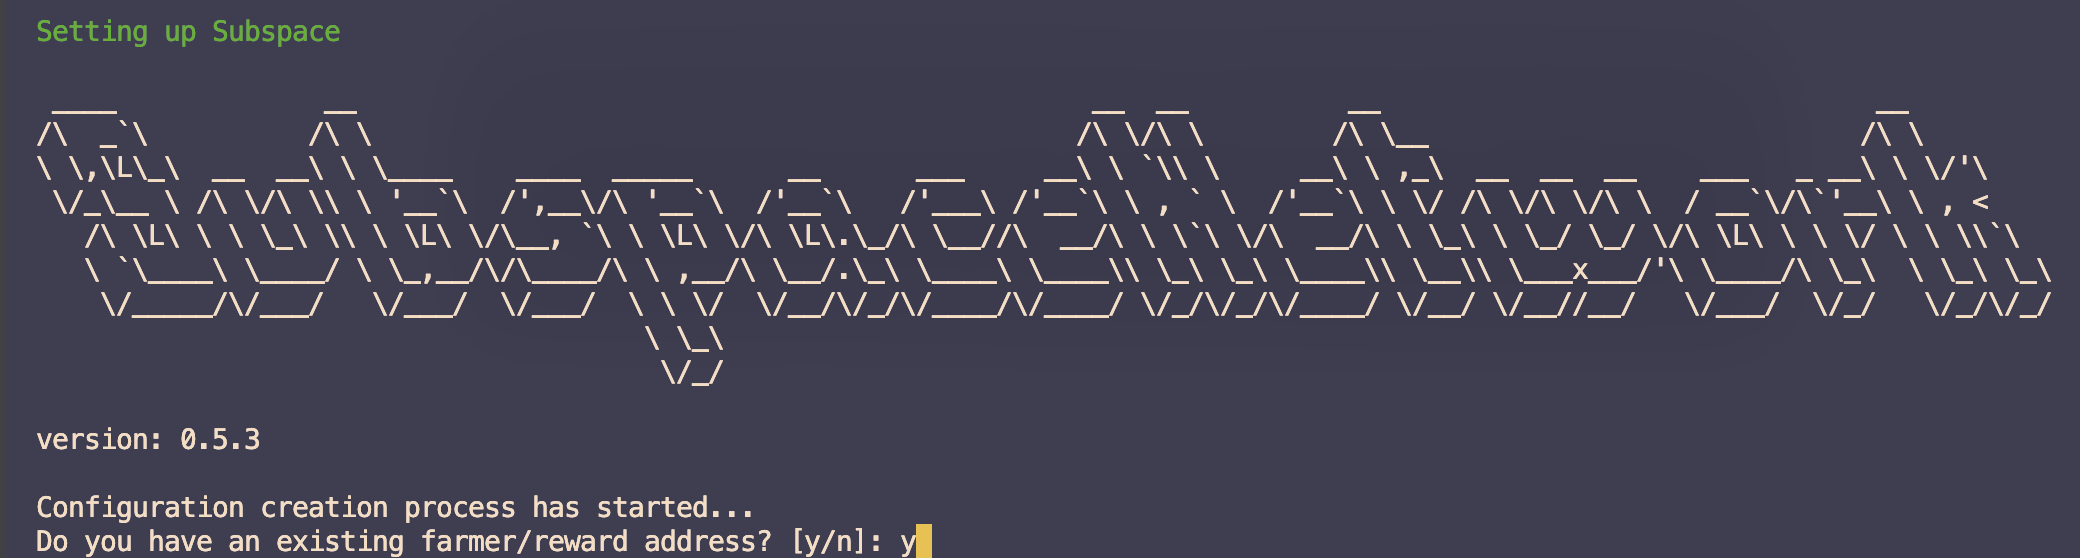 Setting up Subspace
SubspaceNetwork
version: 0.5.3
Configuration creation process has started...
Do you have an existing farmer/reward address? [y/n]: y